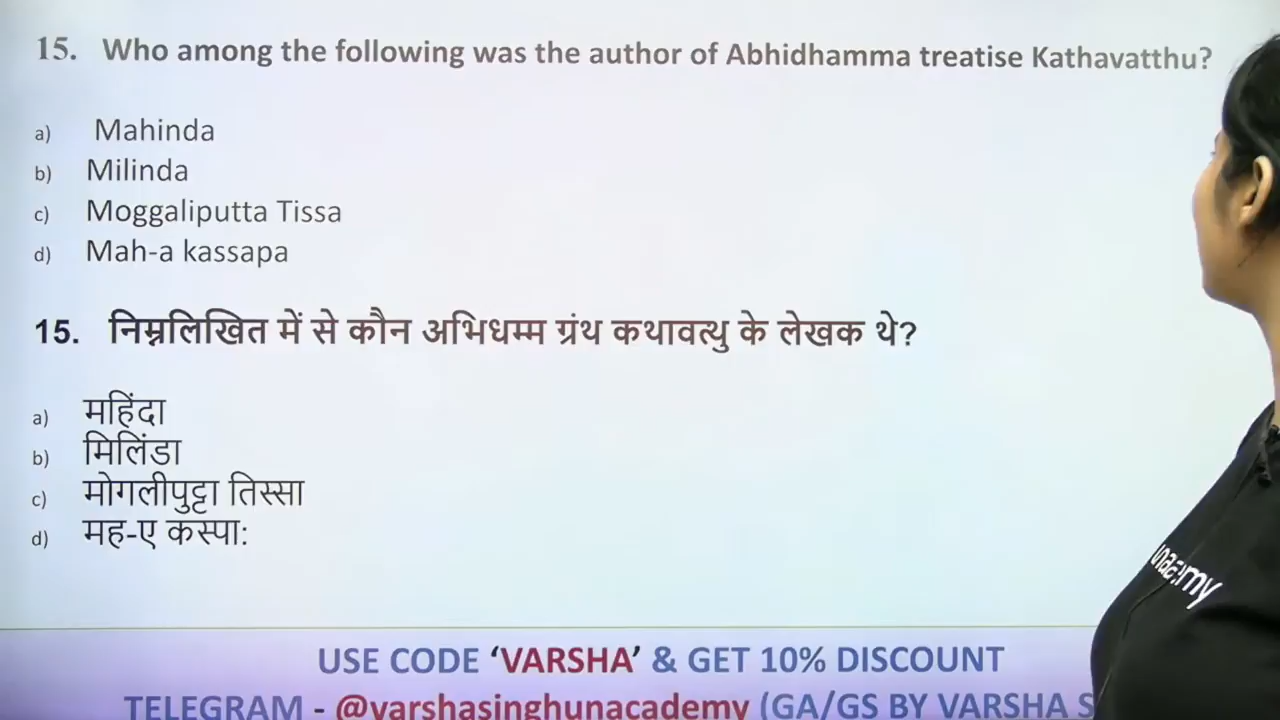 15. Who among the following was the author of Abhidhamma treatise Kathavatthu?
a) Mahinda
b) Milinda
c) Moggaliputta Tissa
d) Mah-a kassapa
15. निम्नलिखित में से कौन अभिधम्म ग्रंथ कथावत्थु के लेखक थे?
a) महिंदा
b) मिलिंडा
c) मोगलीपुट्टा तिस्सा
d) मह-ए कस्पा:
USE CODE ‘VARSHA’ & GET 10% DISCOUNT
TELEGRAM - @varshasinghunacademy (GA/GS BY VARSHA S